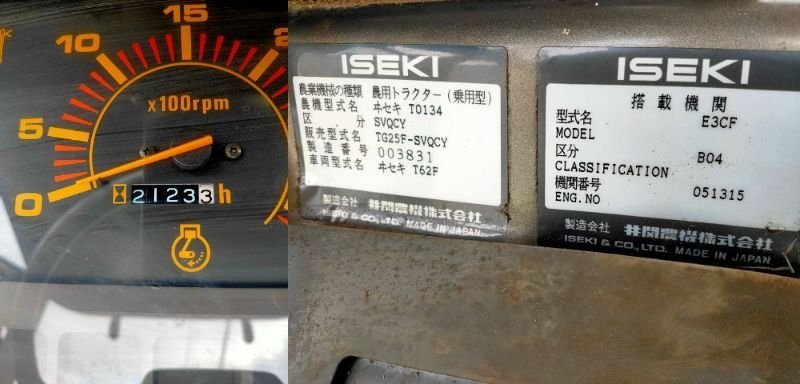 0
5
10
15
2
x100rpm
21233 h
ISEKI
農業機械の種類 農用トラクター(乗用型)
農機型式名 ヰセキ TO134
区分 SVQCY
販売型式名 TG25F-SVQCY
製造番号 003831
車両型式名 ヰセキ T62F
製造会社 井関農機株式会社
ISEKI & CO., LTD. MADE IN JAPAN
ISEKI
搭載機関
型式名 E3CF
MODEL
区分 B04
CLASSIFICATION
機関番号 051315
ENG.NO
製造会社 井関農機株式会社
ISEKI & CO., LTD. MADE IN JAPAN